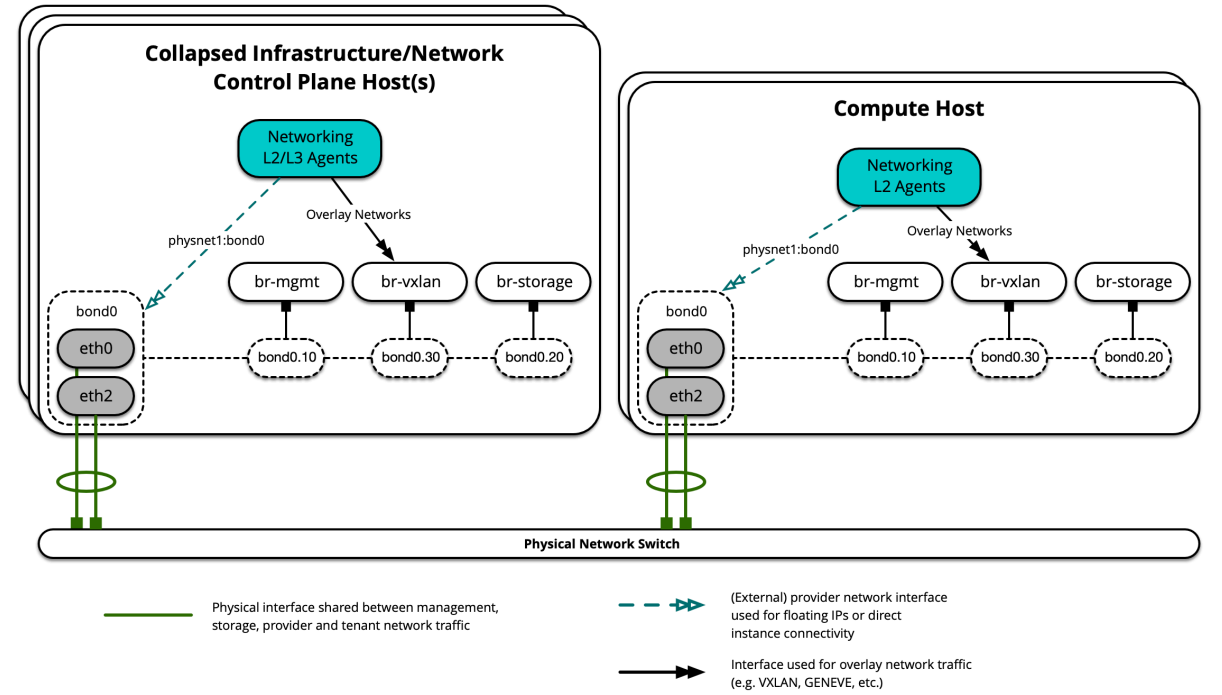 Collapsed Infrastructure/Network
Control Plane Host(s)
Networking
L2/L3 Agents
Overlay Networks
physnet1:bond0
br-mgmt
br-vxlan
br-storage
bond0
eth0
bond0.10
bond0.30
bond0.20
eth2
Compute Host
Networking
L2 Agents
Overlay Networks
physnet1:bond0
br-mgmt
br-vxlan
br-storage
bond0
eth0
bond0.10
bond0.30
bond0.20
eth2
Physical Network Switch
Physical interface shared between management,
storage, provider and tenant network traffic
(External) provider network interface
used for floating IPs or direct
instance connectivity
Interface used for overlay network traffic
(e.g. VXLAN, GENEVE, etc.)